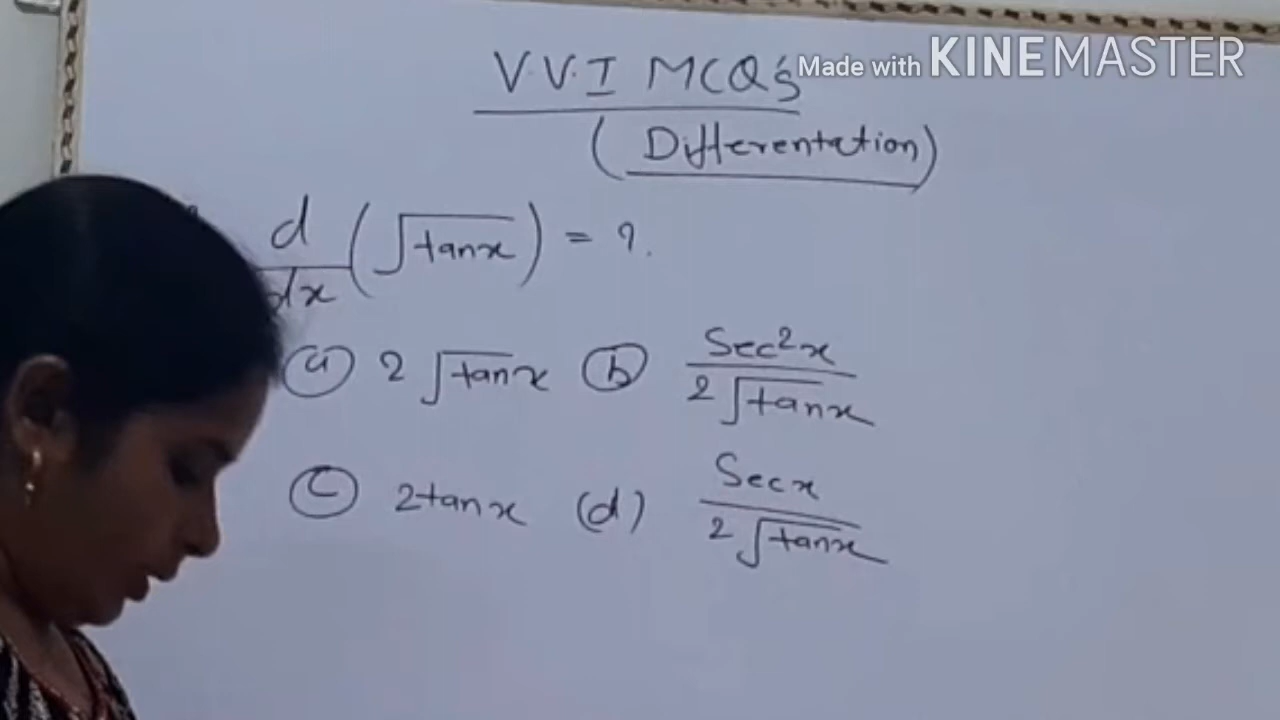 V.V.I MCQ's
Made with KINEMASTER
(Differentation)
d/dx (√tanx) = ?.
(a) 2√tanx (b) Sec²x / 2√tanx
(c) 2tanx (d) Secx / 2√tanx